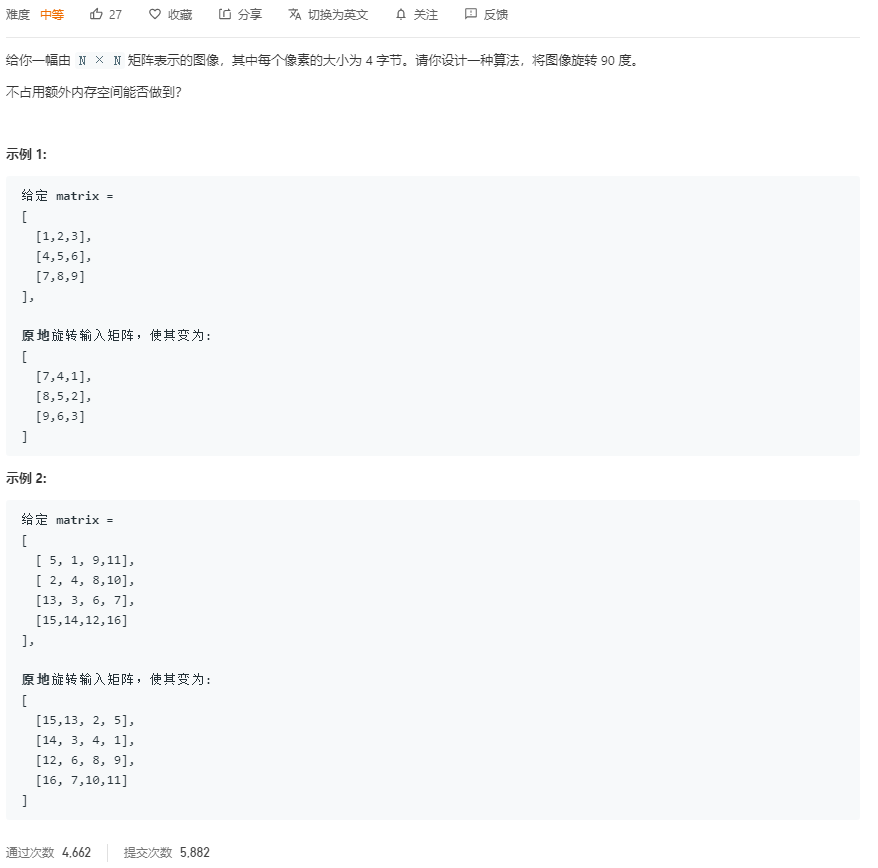 难度 中等 27 收藏 分享 切换为英文 关注 反馈
给你一幅由 N × N 矩阵表示的图像，其中每个像素的大小为 4 字节。请你设计一种算法，将图像旋转 90 度。
不占用额外内存空间能否做到？
示例 1:
给定 matrix =
[
[1,2,3],
[4,5,6],
[7,8,9]
],
原地旋转输入矩阵，使其变为:
[
[7,4,1],
[8,5,2],
[9,6,3]
]
示例 2:
给定 matrix =
[
[ 5, 1, 9,11],
[ 2, 4, 8,10],
[13, 3, 6, 7],
[15,14,12,16]
],
原地旋转输入矩阵，使其变为:
[
[15,13, 2, 5],
[14, 3, 4, 1],
[12, 6, 8, 9],
[16, 7,10,11]
]
通过次数 4,662 提交次数 5,882